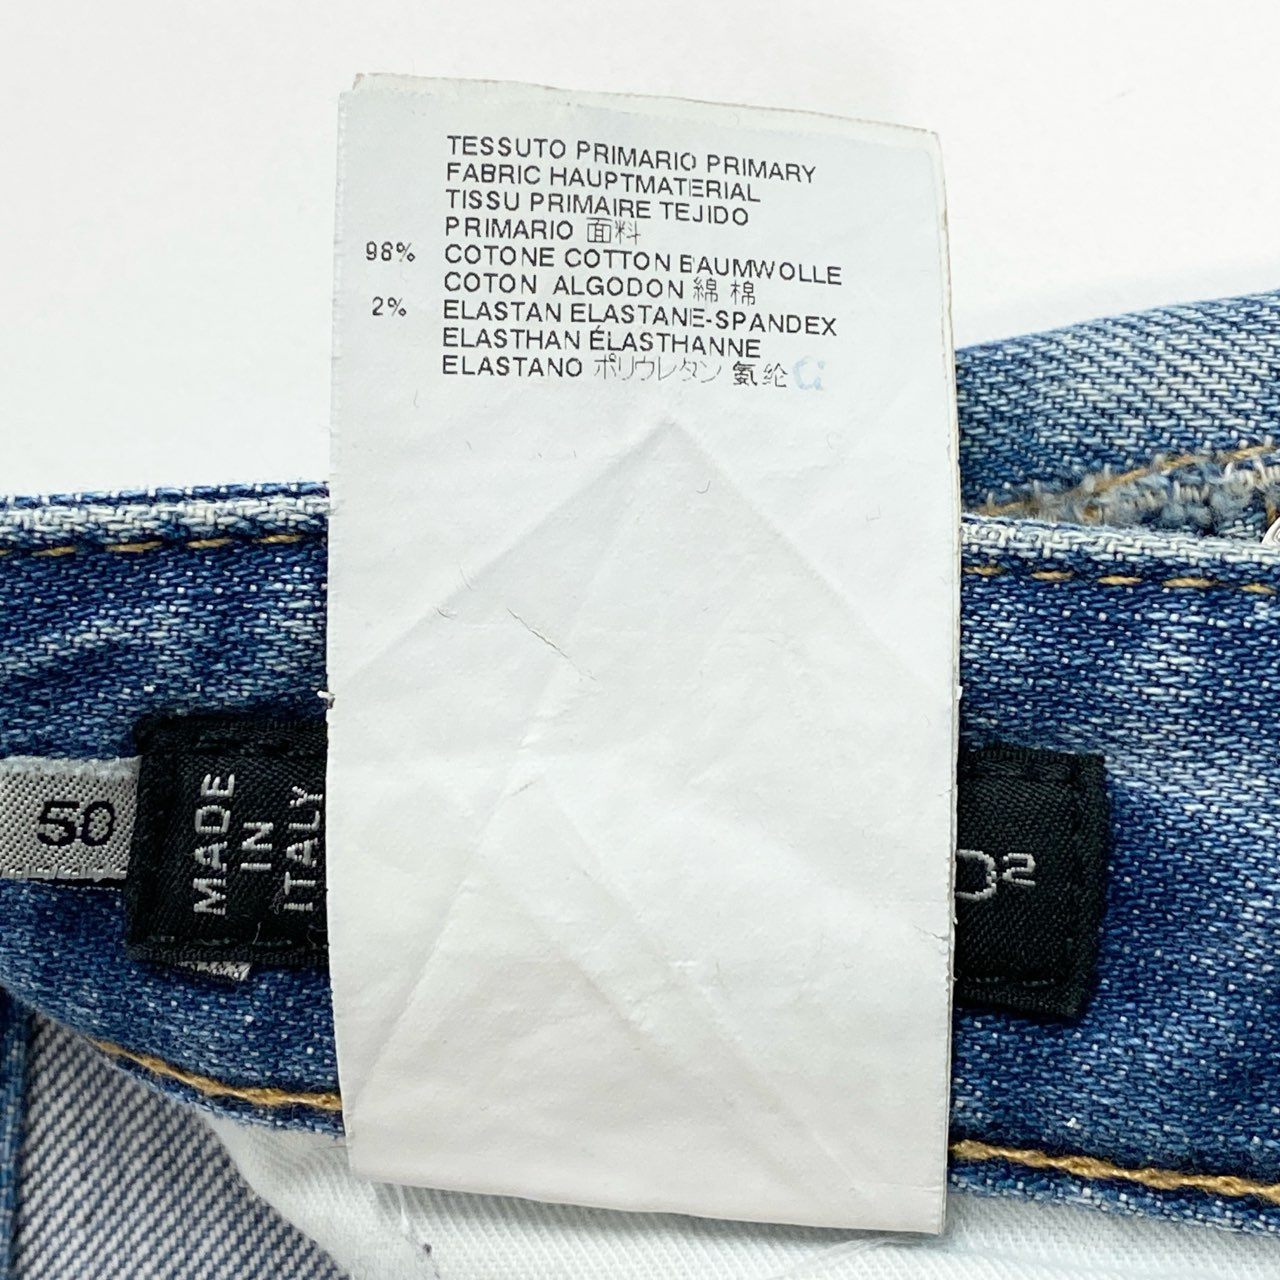 TESSUTO PRIMARIO PRIMARY
FABRIC HAUPTMATERIAL
TISSU PRIMAIRE TEJIDO
PRIMARIO 面料
98% COTONE COTTON BAUMWOLLE
COTON ALGODON 綿 棉
2% ELASTAN ELASTANE-SPANDEX
ELASTHAN ÉLASTHANNE
ELASTANO ポリウレタン 氨纶
50
MADE
IN
ITALY
D2